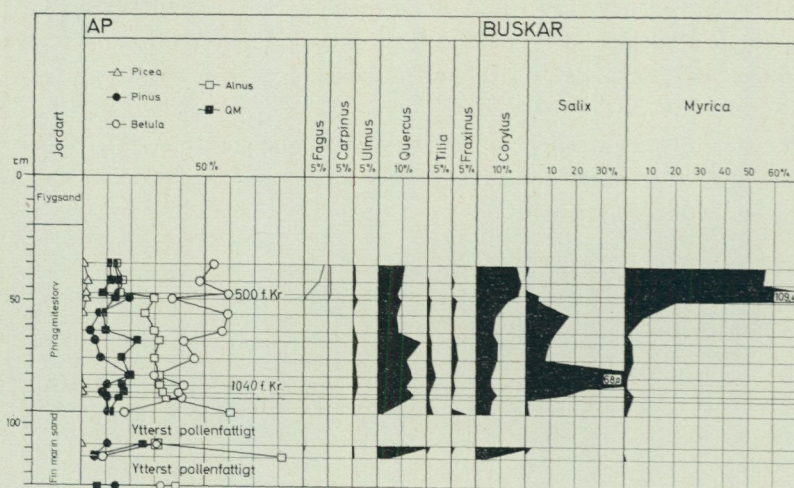 AP
BUSKAR
Jordart
Picea
Pinus
Betula
Alnus
QM
Fagus
Carpinus
Ulmus
Quercus
Tilia
Fraxinus
Corylus
Salix
Myrica
cm
50%
5%
5%
5%
10%
5%
5%
10%
10 20 30%
10 20 30 40 50 60%
0
Flygsand
Phragmitestorv
50
500 f.Kr.
1040 f.Kr.
100
Fin marin sand
Ytterst pollenfattigt
Ytterst pollenfattigt